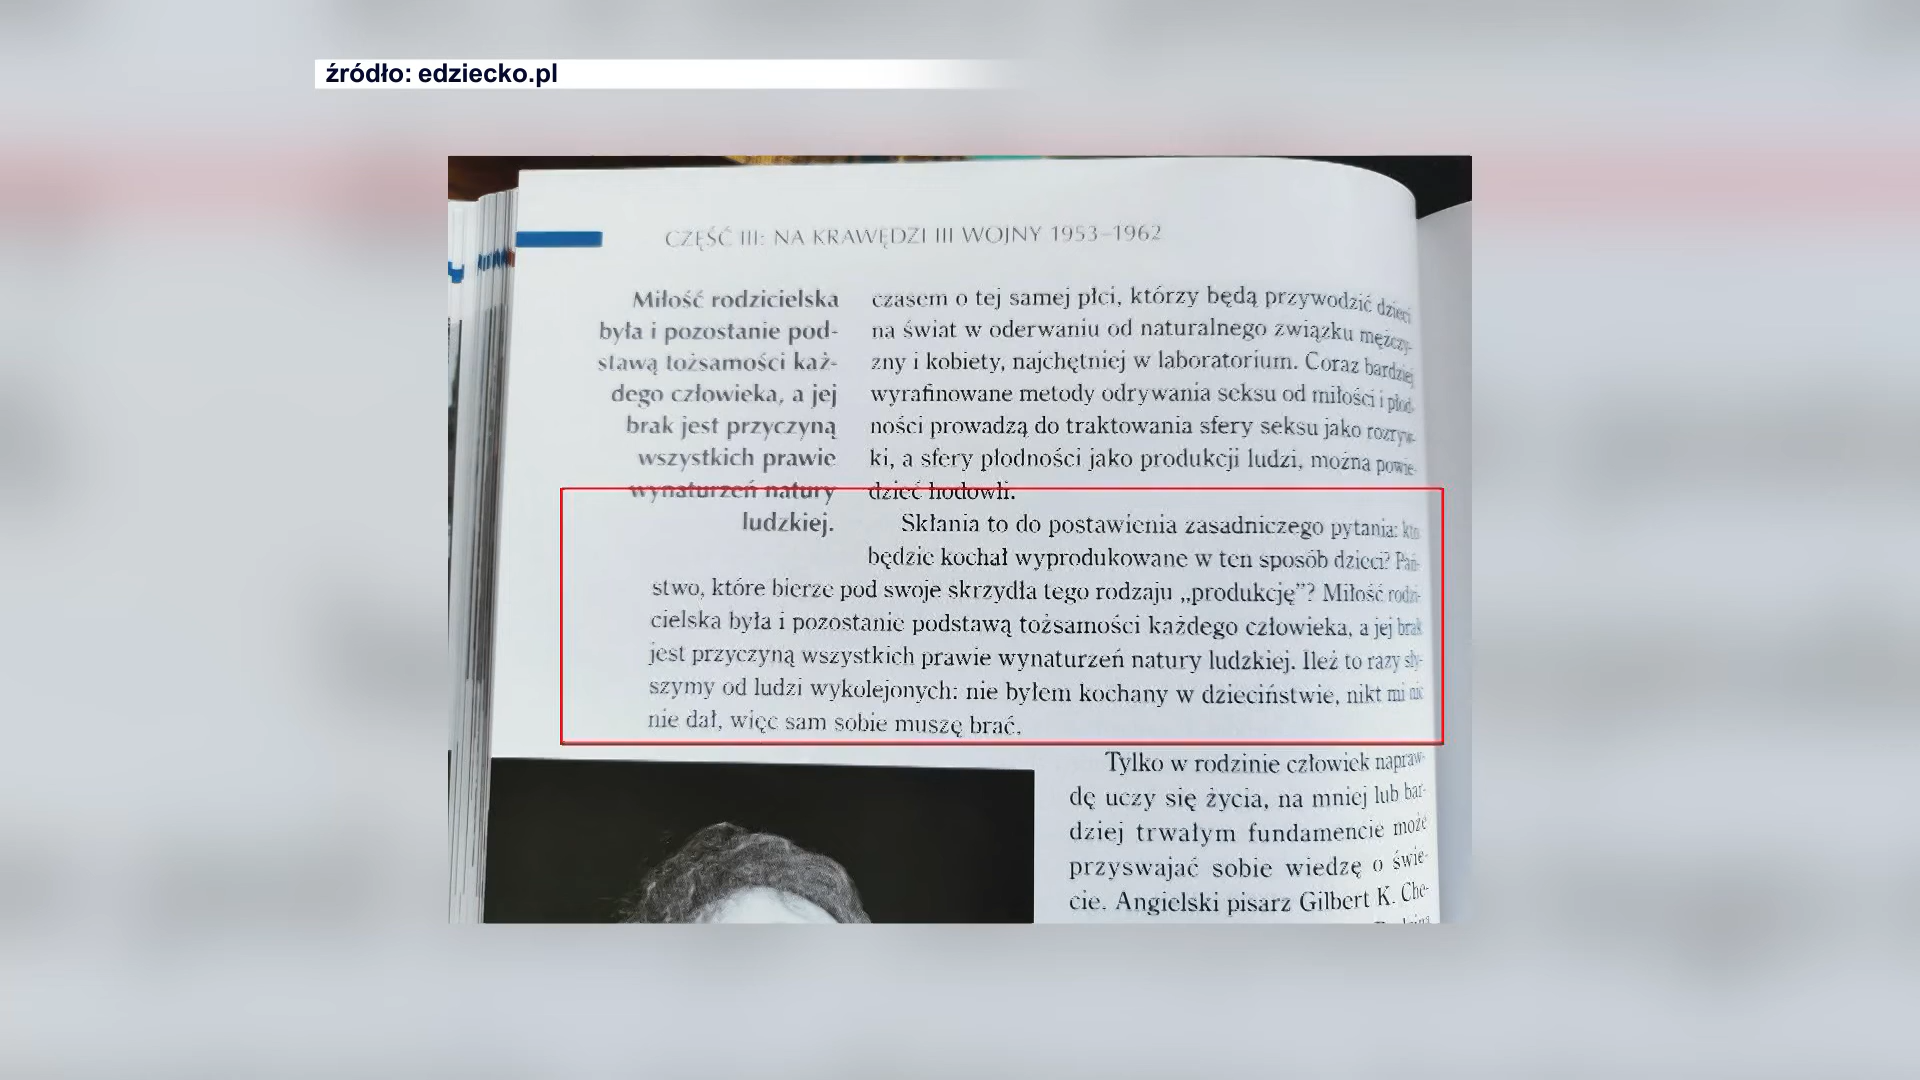 źródło: edziecko.pl
CZĘŚĆ III: NA KRAWĘDZI III WOJNY 1953–1962
Miłość rodzicielska
była i pozostanie pod-
stawą tożsamości każ-
dego człowieka, a jej
brak jest przyczyną
wszystkich prawie
wynaturzeń natury
ludzkiej.
czasem o tej samej płci, którzy będą przywodzić dzieci
na świat w oderwaniu od naturalnego związku mężczy-
zny i kobiety, najchętniej w laboratorium. Coraz bardziej
wyrafinowane metody odrywania seksu od miłości i płod-
ności prowadzą do traktowania sfery seksu jako rozryw-
ki, a sfery płodności jako produkcji ludzi, można powie-
dzieć hodowli.
Skłania to do postawienia zasadniczego pytania: kto
będzie kochał wyprodukowane w ten sposób dzieci? Pań-
stwo, które bierze pod swoje skrzydła tego rodzaju „produkcję”? Miłość rodzi-
cielska była i pozostanie podstawą tożsamości każdego człowieka, a jej brak
jest przyczyną wszystkich prawie wynaturzeń natury ludzkiej. Ileż to razy sły-
szymy od ludzi wykolejonych: nie byłem kochany w dzieciństwie, nikt mi nic
nie dał, więc sam sobie muszę brać.
Tylko w rodzinie człowiek napraw-
dę uczy się życia, na mniej lub bar-
dziej trwałym fundamencie może
przyswajać sobie wiedzę o świe-
cie. Angielski pisarz Gilbert K. Che-